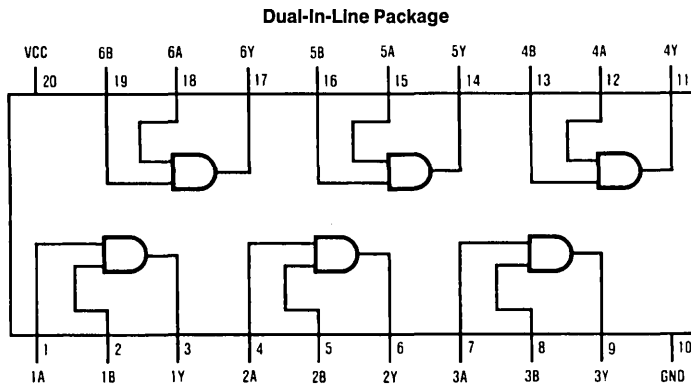 Dual-In-Line Package
VCC 6B 6A 6Y 5B 5A 5Y 4B 4A 4Y
20 19 18 17 16 15 14 13 12 11
1 2 3 4 5 6 7 8 9 10
1A 1B 1Y 2A 2B 2Y 3A 3B 3Y GND